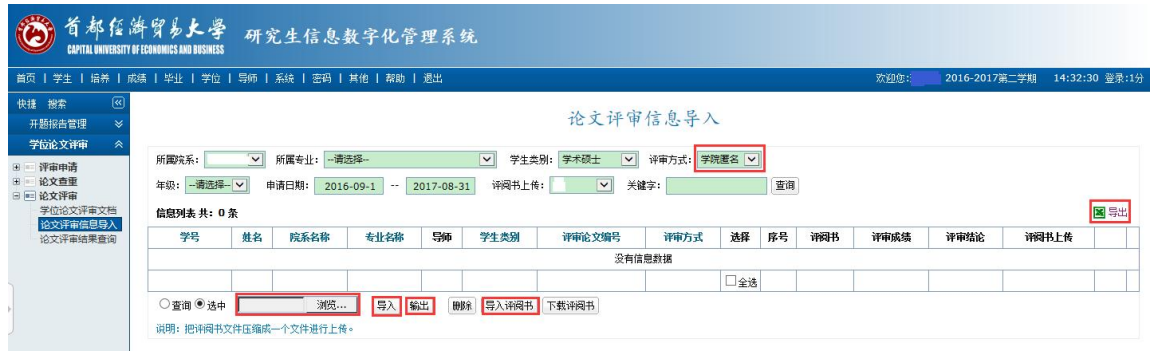 首都经济贸易大学 研究生信息数字化管理系统
CAPITAL UNIVERSITY OF ECONOMICS AND BUSINESS
首页 | 学生 | 培养 | 成绩 | 毕业 | 学位 | 导师 | 系统 | 密码 | 其他 | 帮助 | 退出 欢迎您: 2016-2017第二学期 14:32:30 登录:1分
快捷 搜索
开题报告管理
学位论文评审
评审申请
论文查重
论文评审
学位论文评审文档
论文评审信息导入
论文评审结果查询
论文评审信息导入
所属院系: 所属专业: --请选择-- 学生类别: 学术硕士 评审方式: 学院匿名
年级: --请选择-- 申请日期: 2016-09-1 -- 2017-08-31 评阅书上传: 关键字: 查询
信息列表 共: 0 条 导出
学号 姓名 院系名称 专业名称 导师 学生类别 评审论文编号 评审方式 选择 序号 评阅书 评审成绩 评审结论 评阅书上传
没有信息数据
全选
查询 选中 浏览... 导入 输出 删除 导入评阅书 下载评阅书
说明: 把评阅书文件压缩成一个文件进行上传。